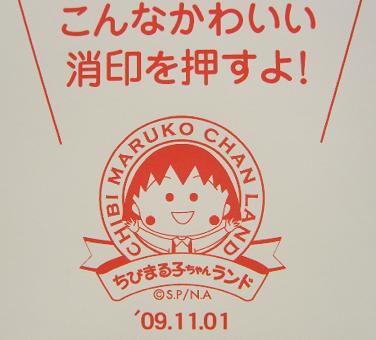 こんなかわいい
消印を押すよ!
CHIBI MARUKO CHAN LAND
ちびまる子ちゃんランド
©S.P/N.A
'09.11.01